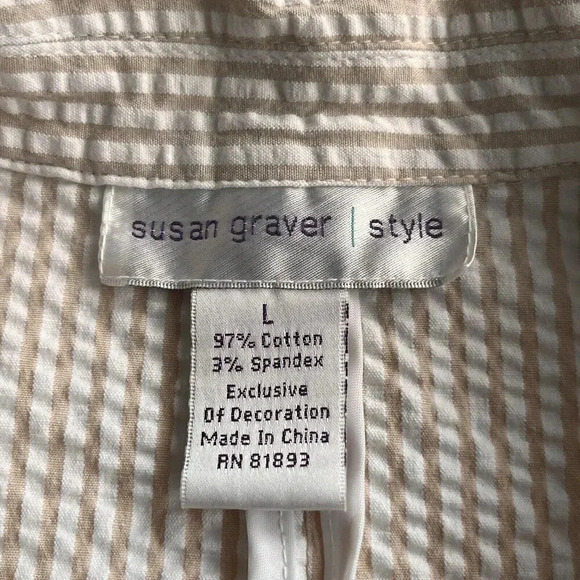 susan graver | style
L
97% Cotton
3% Spandex
Exclusive
Of Decoration
Made In China
RN 81893